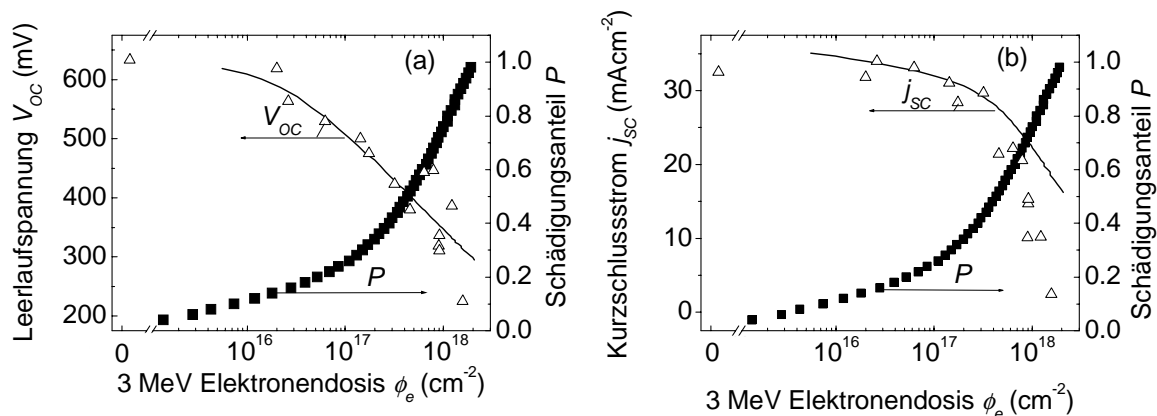 (a)
Leerlaufspannung V_OC (mV)
600
500
400
300
200
V_OC
P
1.0
0.8
0.6
0.4
0.2
0.0
Schädigungsanteil P
0
10^16
10^17
10^18
3 MeV Elektronendosis ϕ_e (cm^-2)
(b)
Kurzschlussstrom j_SC (mAcm^-2)
30
20
10
0
j_SC
P
1.0
0.8
0.6
0.4
0.2
0.0
Schädigungsanteil P
0
10^16
10^17
10^18
3 MeV Elektronendosis ϕ_e (cm^-2)